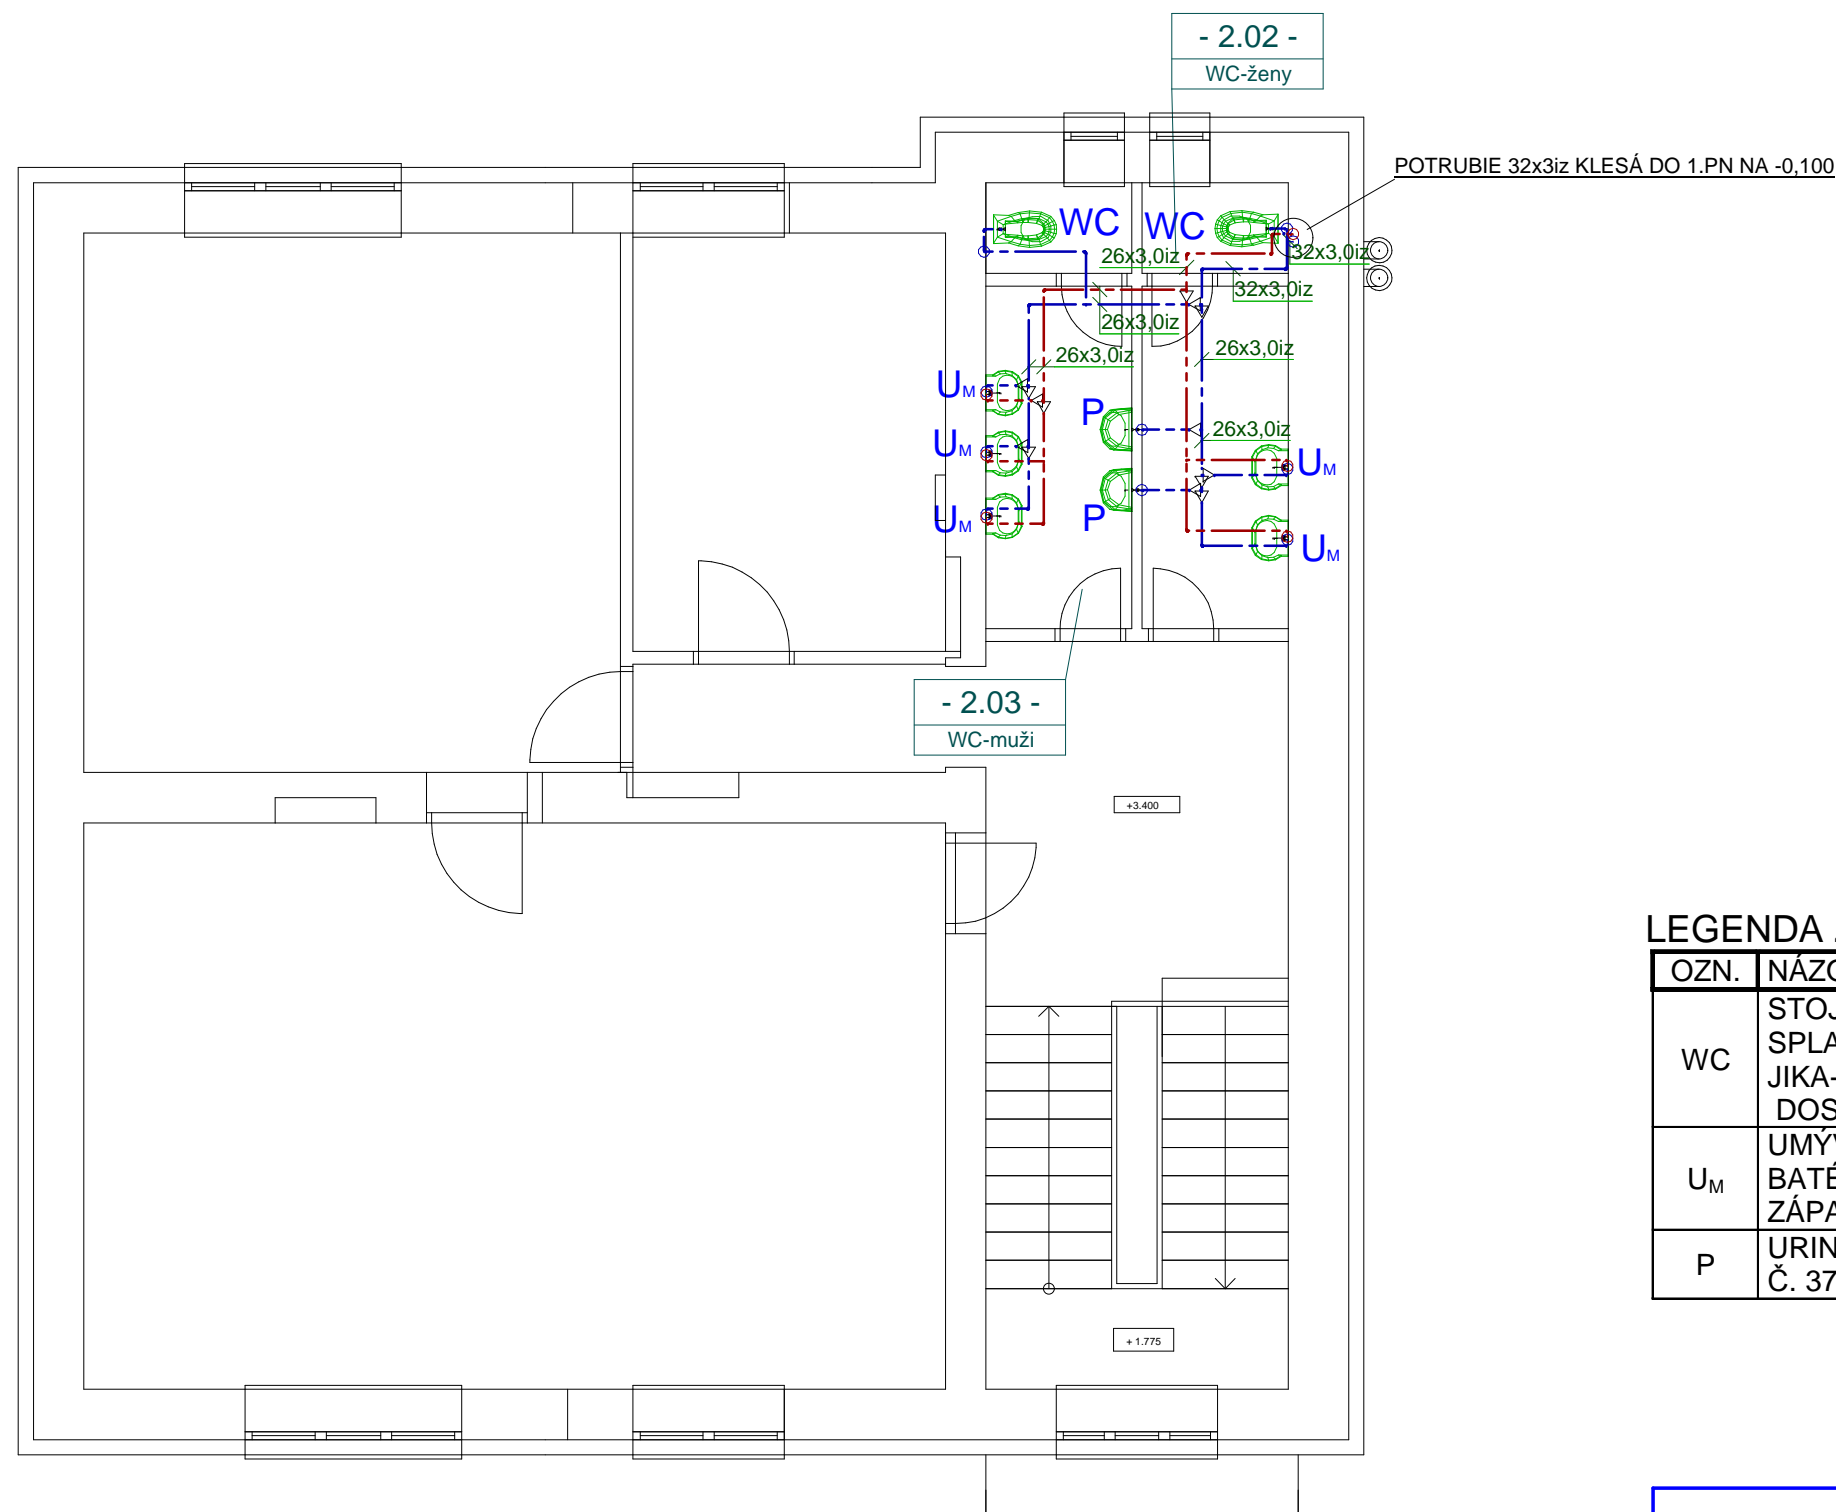 - 2.02 -
WC-ženy
POTRUBIE 32x3iz KLESÁ DO 1.PN NA -0,100
WC
WC
26x3,0iz
32x3,0iz
32x3,0iz
26x3,0iz
26x3,0iz
26x3,0iz
UM
P
26x3,0iz
UM
UM
UM
P
UM
- 2.03 -
WC-muži
+3.400
+ 1.775
LEGENDA
OZN.
WC
UM
P
Č. 37